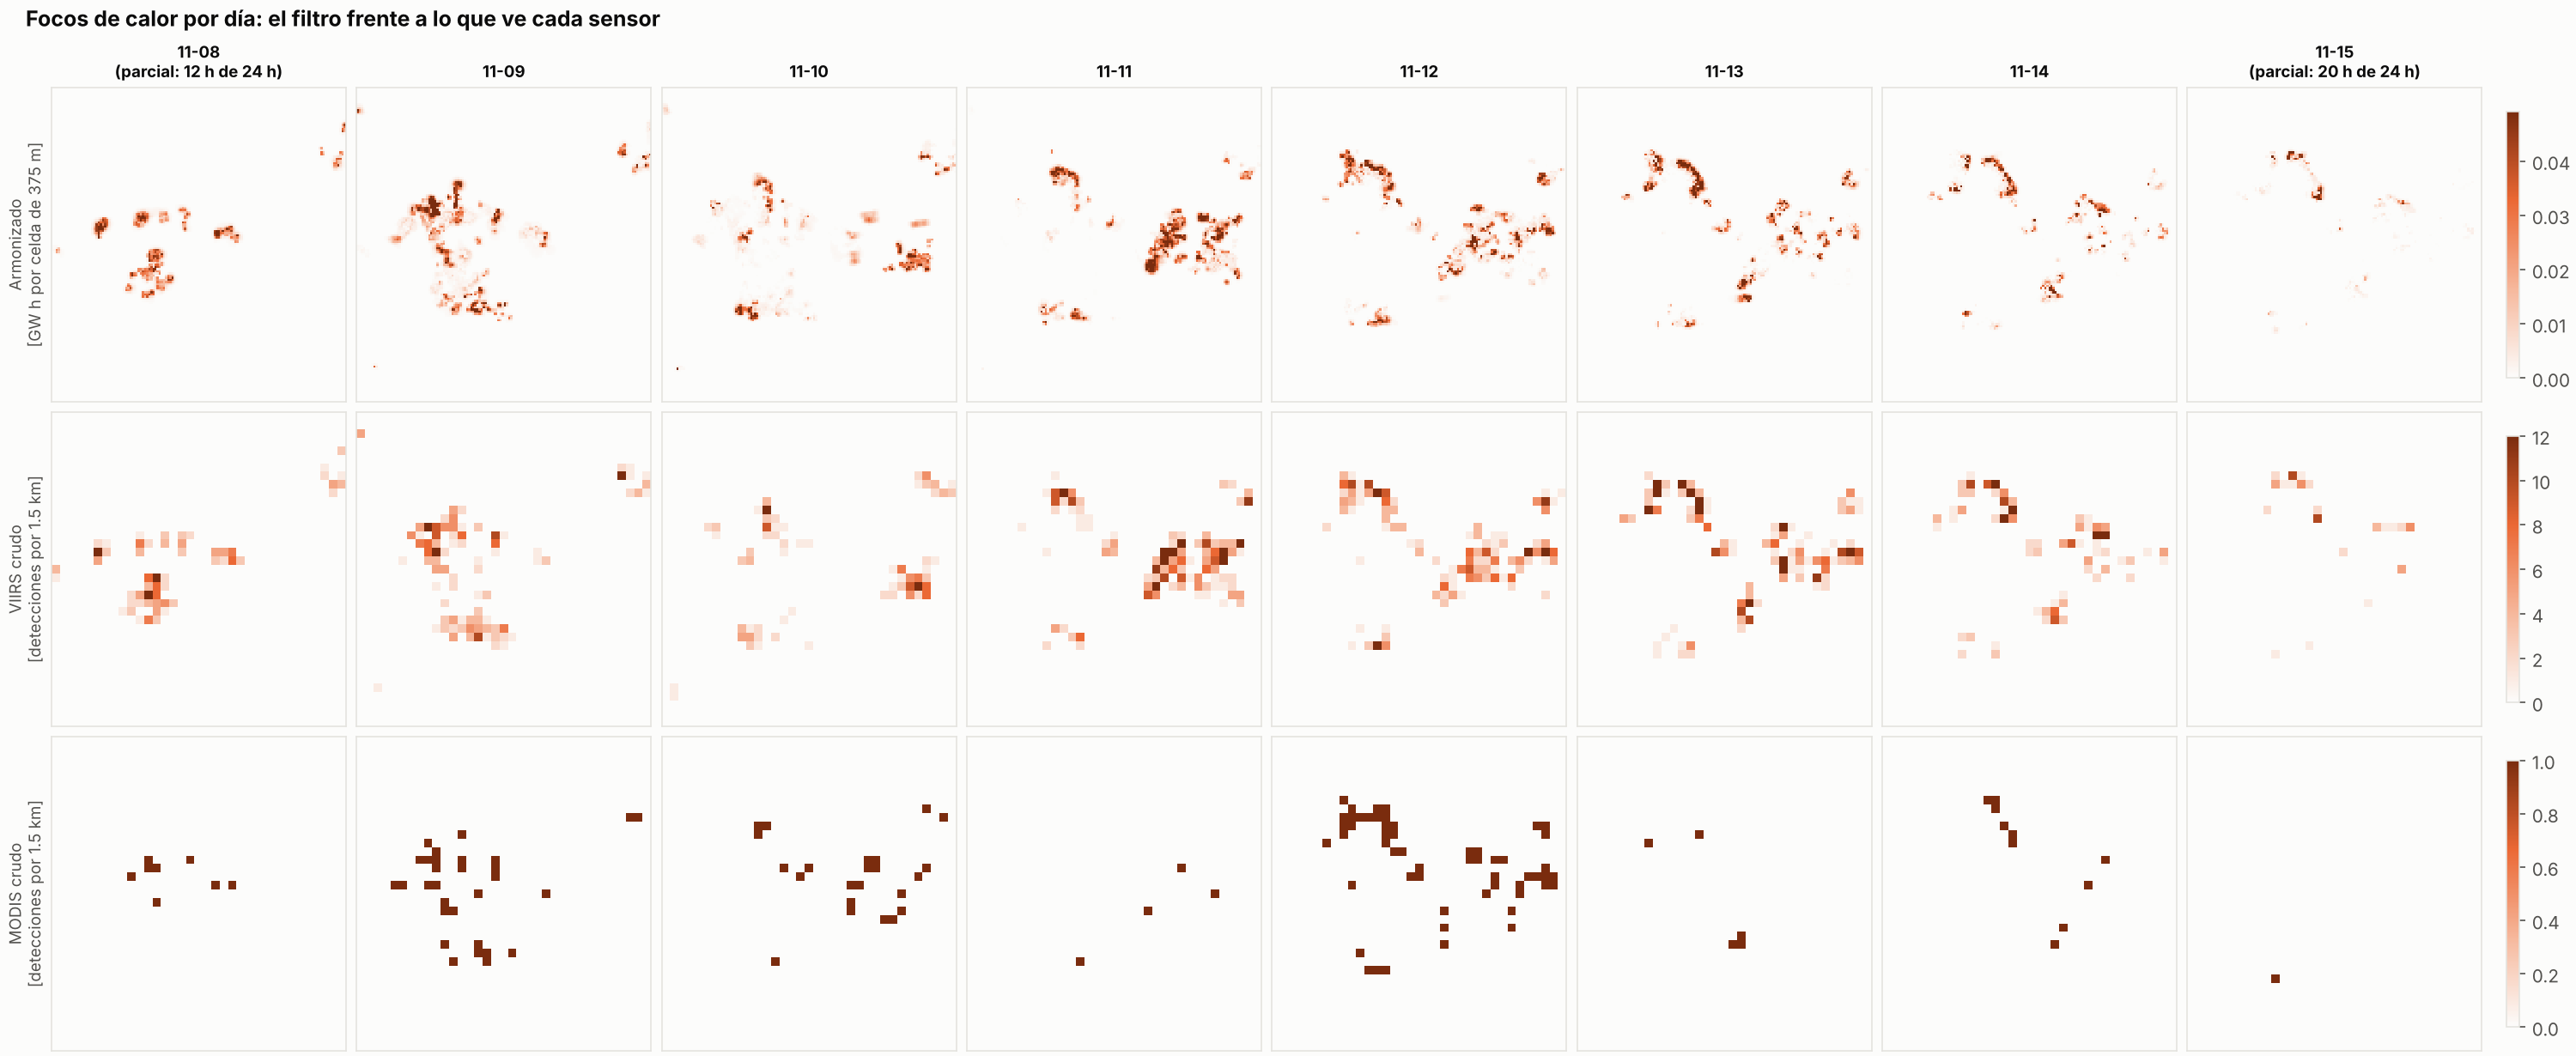 Focos de calor por día: el filtro frente a lo que ve cada sensor
11-08
(parcial: 12 h de 24 h)
11-09
11-10
11-11
11-12
11-13
11-14
11-15
(parcial: 20 h de 24 h)
Armonizado
[GW h por celda de 375 m]
0.04
0.03
0.02
0.01
0.00
VIIRS crudo
[detecciones por 1.5 km]
12
10
8
6
4
2
0
MODIS crudo
[detecciones por 1.5 km]
1.0
0.8
0.6
0.4
0.2
0.0